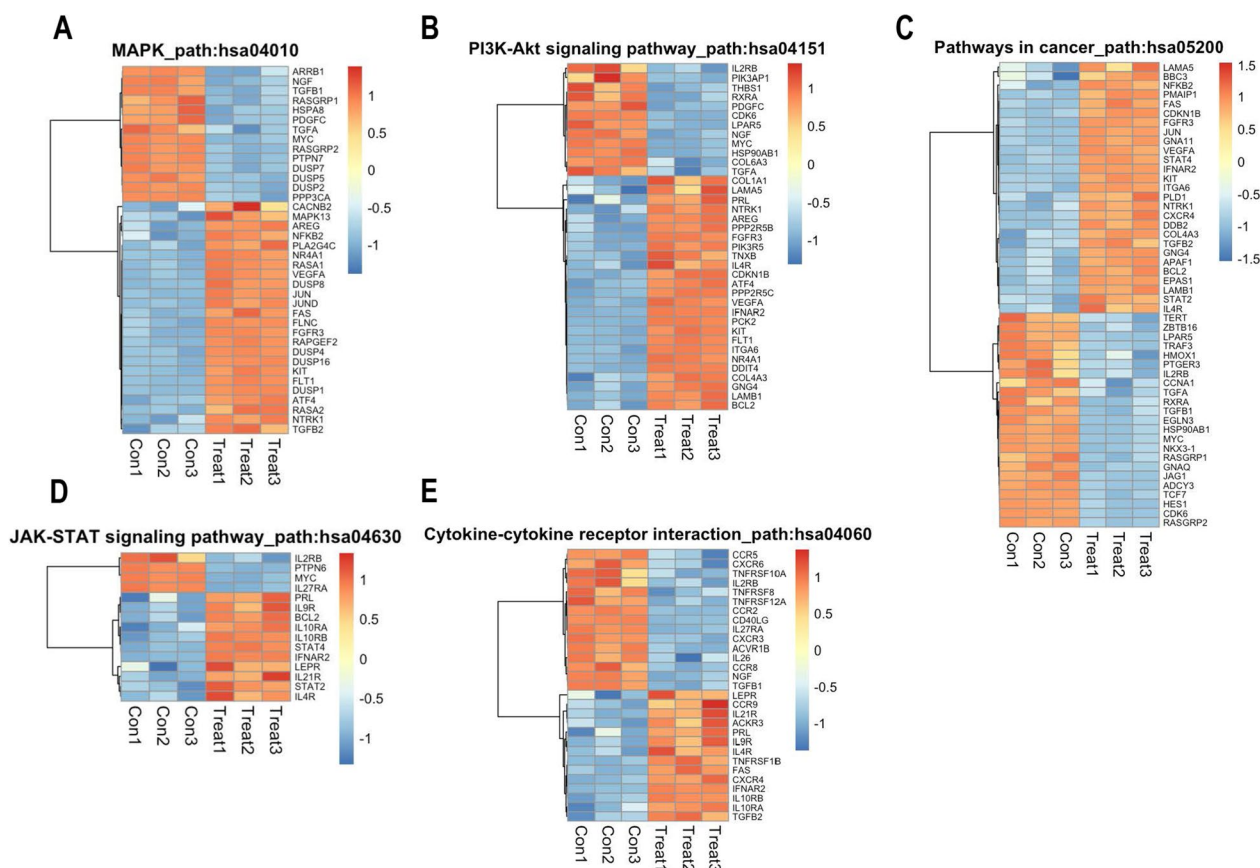 A
MAPK_path:hsa04010
ARRB1
NGF
TGFB1
RASGRP1
HSPA8
PDGFC
TGFA
MYC
RASGRP2
PTPN7
DUSP7
DUSP5
DUSP2
PPP3CA
CACNB2
MAPK13
AREG
NFKB2
PLA2G4C
NR4A1
RASA1
VEGFA
DUSP8
JUN
JUND
FAS
FLNC
FGFR3
RAPGEF2
DUSP4
DUSP16
KIT
FLT1
DUSP1
ATF4
RASA2
NTRK1
TGFB2
1
0.5
0
-0.5
-1
Con1
Con2
Con3
Treat1
Treat2
Treat3
B
PI3K-Akt signaling pathway_path:hsa04151
IL2RB
PIK3AP1
THBS1
RXRA
PDGFC
CDK6
LPAR5
NGF
MYC
HSP90AB1
COL6A3
TGFA
COL1A1
LAMA5
PRL
NTRK1
AREG
PPP2R5B
FGFR3
PIK3R5
TNXB
IL4R
CDKN1B
ATF4
PPP2R5C
VEGFA
IFNAR2
PCK2
KIT
FLT1
ITGA6
NR4A1
DDIT4
COL4A3
GNG4
LAMB1
BCL2
1
0.5
0
-0.5
-1
Con1
Con2
Con3
Treat1
Treat2
Treat3
C
Pathways in cancer_path:hsa05200
LAMA5
BBC3
NFKB2
PMAIP1
FAS
CDKN1B
FGFR3
JUN
GNA11
VEGFA
STAT4
IFNAR2
KIT
ITGA6
PLD1
NTRK1
CXCR4
DDB2
COL4A3
TGFB2
GNG4
APAF1
BCL2
EPAS1
LAMB1
STAT2
IL4R
TERT
ZBTB16
LPAR5
TRAF3
HMOX1
PTGER3
IL2RB
CCNA1
TGFA
RXRA
TGFB1
EGLN3
HSP90AB1
MYC
NKX3-1
RASGRP1
GNAQ
JAG1
ADCY3
TCF7
HES1
CDK6
RASGRP2
1.5
1
0.5
0
-0.5
-1
-1.5
Con1
Con2
Con3
Treat1
Treat2
Treat3
D
JAK-STAT signaling pathway_path:hsa04630
IL2RB
PTPN6
MYC
IL27RA
PRL
IL9R
BCL2
IL10RA
IL10RB
STAT4
IFNAR2
LEPR
IL21R
STAT2
IL4R
1
0.5
0
-0.5
-1
Con1
Con2
Con3
Treat1
Treat2
Treat3
E
Cytokine-cytokine receptor interaction_path:hsa04060
CCR5
CXCR6
TNFRSF10A
IL2RB
TNFRSF8
TNFRSF12A
CCR2
CD40LG
IL27RA
CXCR3
ACVR1B
IL26
CCR8
NGF
TGFB1
LEPR
CCR9
IL21R
ACKR3
PRL
IL9R
IL4R
TNFRSF1B
FAS
CXCR4
IFNAR2
IL10RB
IL10RA
TGFB2
1
0.5
0
-0.5
-1
Con1
Con2
Con3
Treat1
Treat2
Treat3